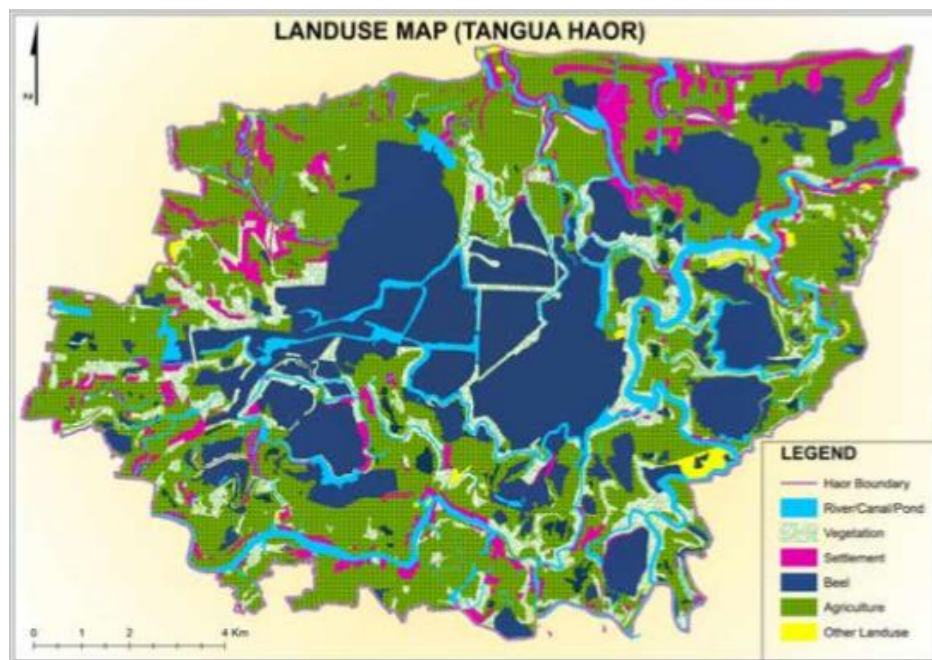 LANDUSE MAP (TANGUA HAOR)
N
LEGEND
Haor Boundary
River/Canal/Pond
Vegetation
Settlement
Beel
Agriculture
Other Landuse
0 1 2 4 Km